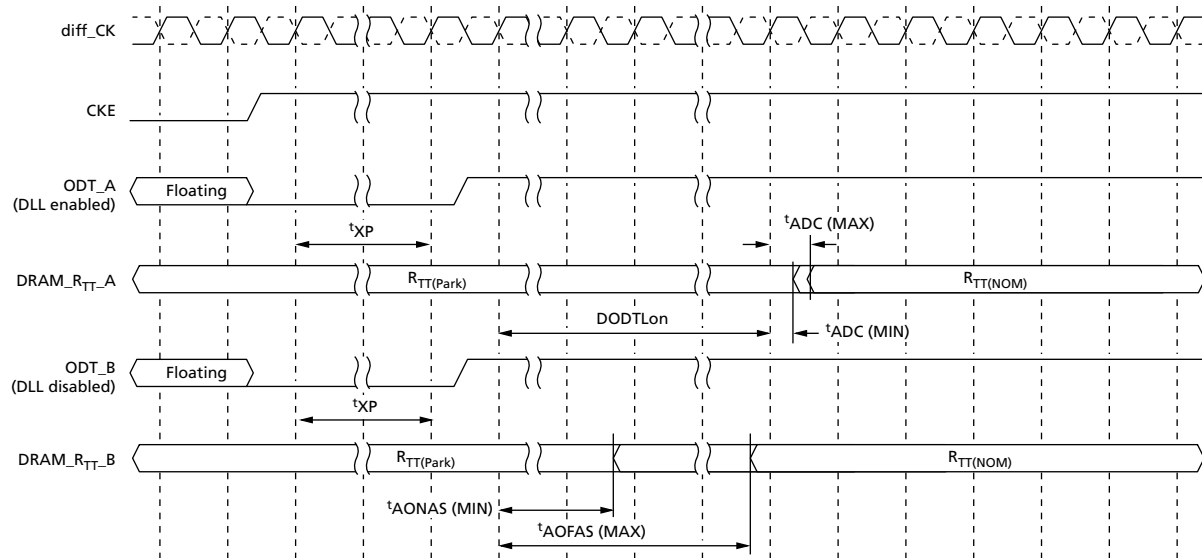 diff_CK
CKE
ODT_A
(DLL enabled)
Floating
tXP
tADC (MAX)
DRAM_RTT_A
RTT(Park)
RTT(NOM)
DODTLon
tADC (MIN)
ODT_B
(DLL disabled)
Floating
tXP
DRAM_RTT_B
RTT(Park)
RTT(NOM)
tAONAS (MIN)
tAOFAS (MAX)